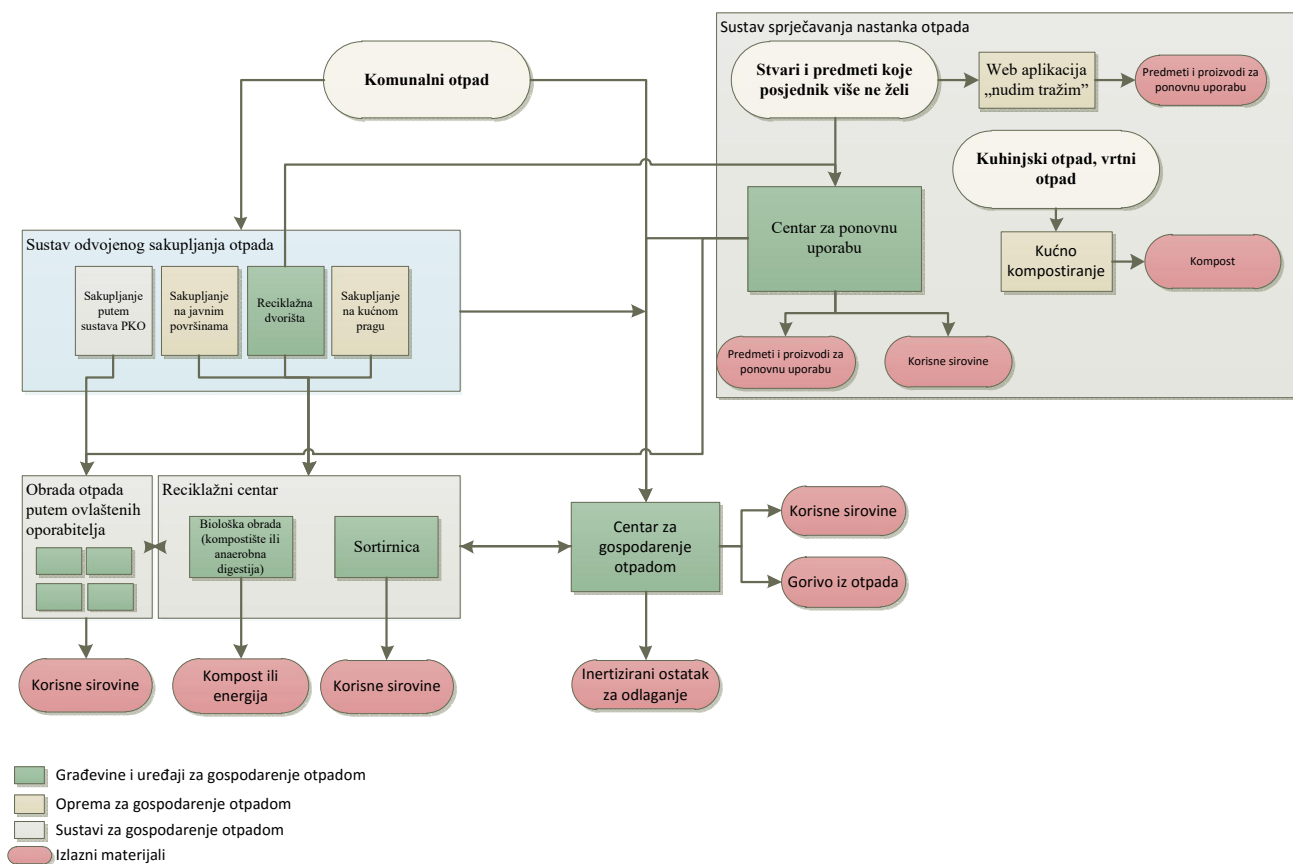 Sustav sprječavanja nastanka otpada
Komunalni otpad
Stvari i predmeti koje
posjednik više ne želi
Web aplikacija
„nudim tražim”
Predmeti i proizvodi za
ponovnu uporabu
Kuhinjski otpad, vrtni
otpad
Centar za ponovnu
uporabu
Kućno
kompostiranje
Kompost
Predmeti i proizvodi za
ponovnu uporabu
Korisne sirovine
Sustav odvojenog sakupljanja otpada
Sakupljanje
putem
sustava PKO
Sakupljanje
na javnim
površinama
Reciklažna
dvorišta
Sakupljanje
na kućnom
pragu
Obrada otpada
putem ovlaštenih
oporabitelja
Reciklažni centar
Biološka obrada
(kompostište ili
anaerobna
digestija)
Sortirnica
Centar za
gospodarenje
otpadom
Korisne sirovine
Gorivo iz otpada
Korisne sirovine
Kompost ili
energija
Korisne sirovine
Inertizirani ostatak
za odlaganje
Građevine i uređaji za gospodarenje otpadom
Oprema za gospodarenje otpadom
Sustavi za gospodarenje otpadom
Izlazni materijali